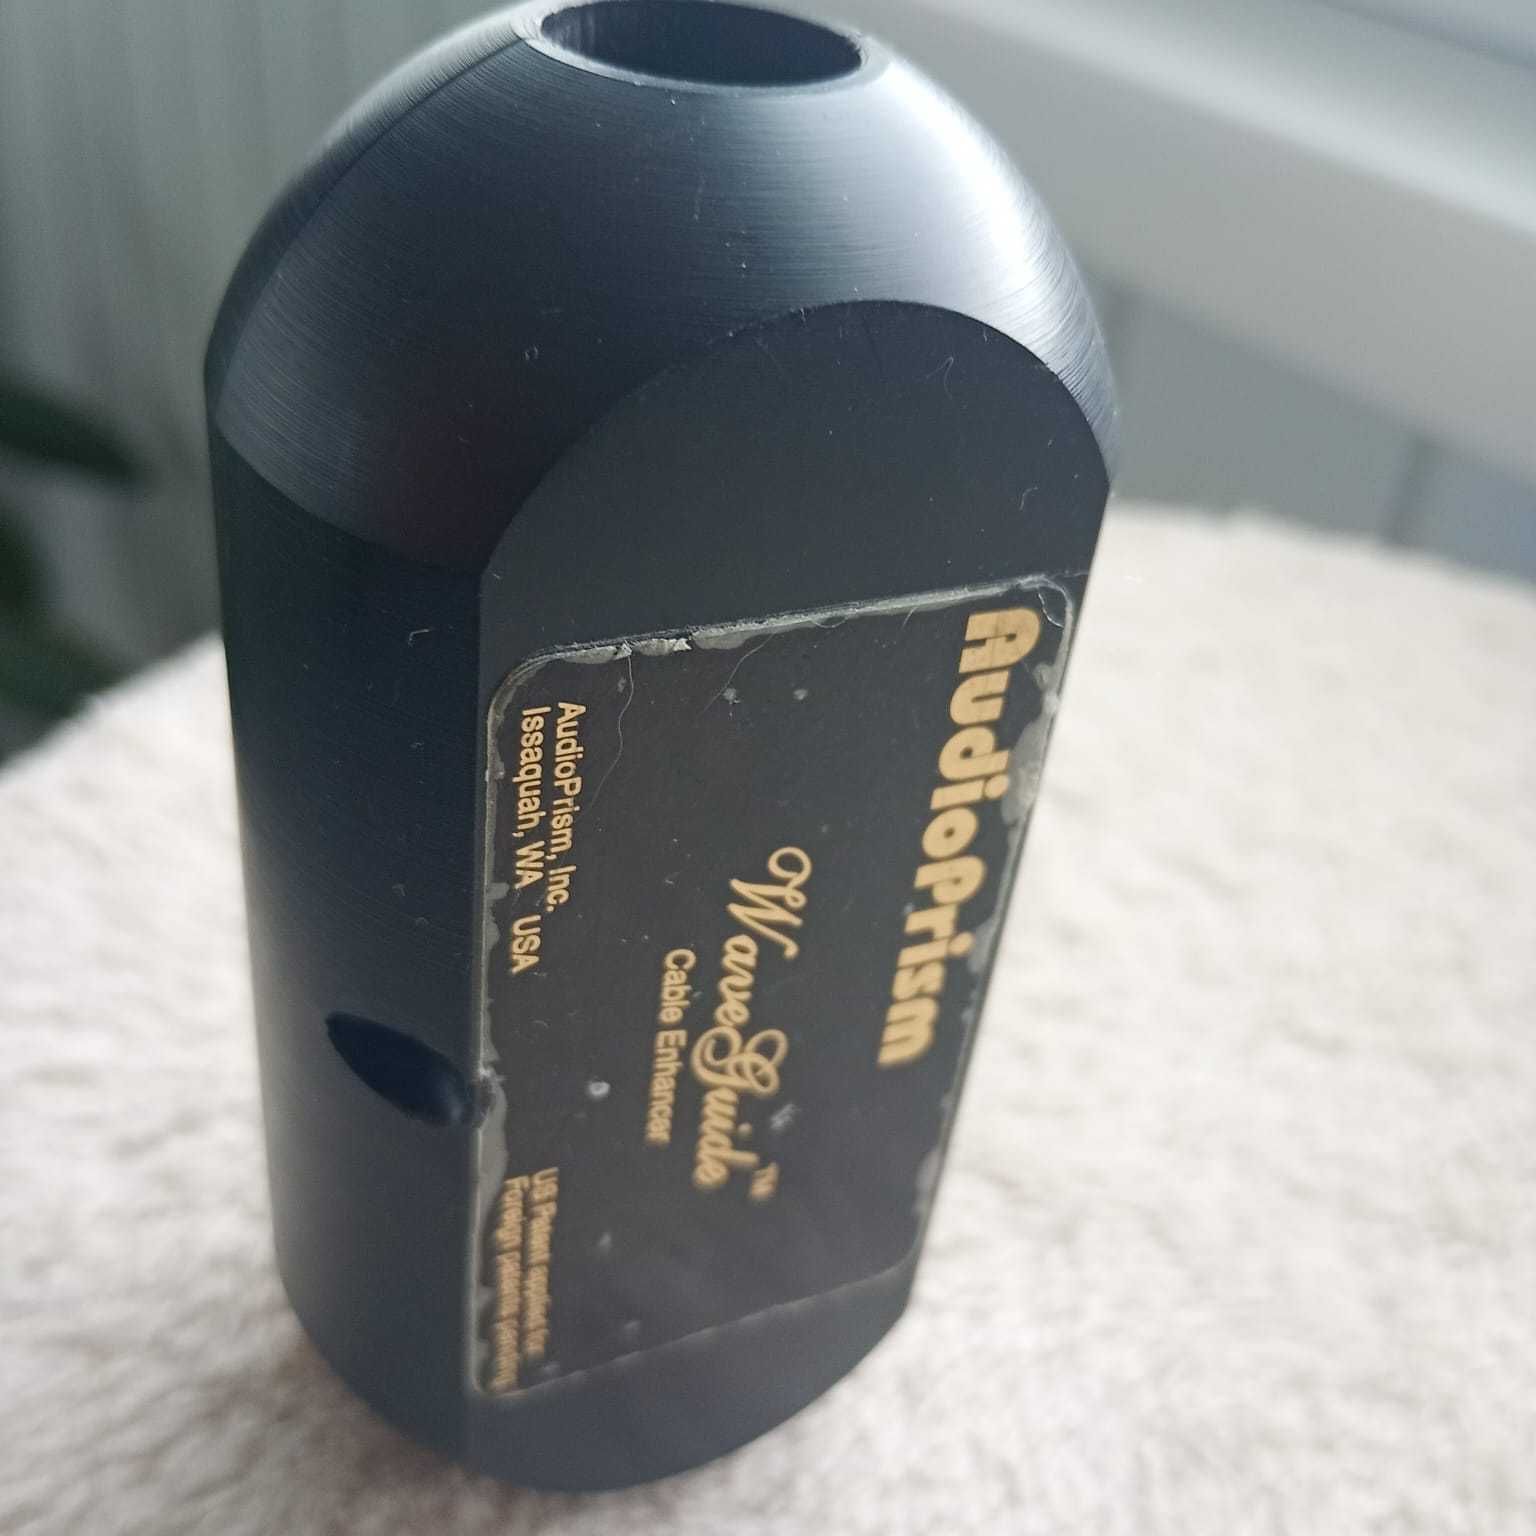 AudioPrism
WaveGuide™
Cable Enhancer
AudioPrism, Inc.
Issaquah, WA USA
US Patent applied for.
Foreign patents pending